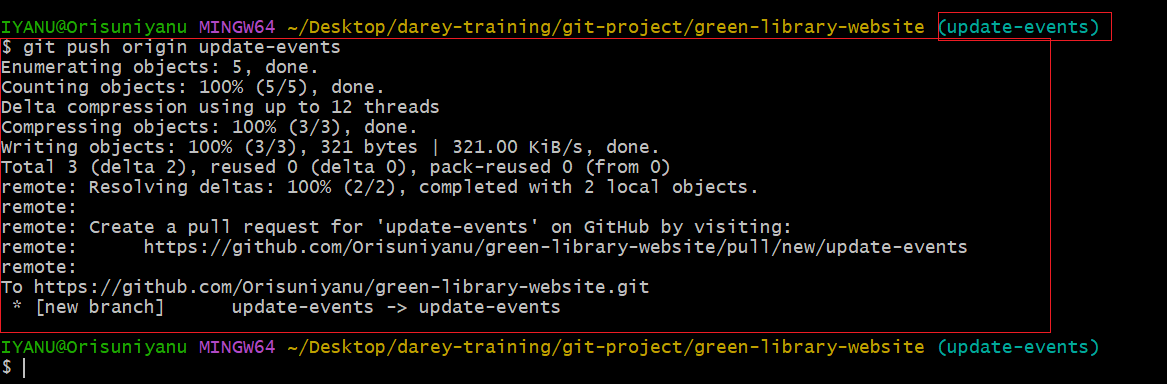 IYANU@Orisuniyanu MINGW64 ~/Desktop/darey-training/git-project/green-library-website (update-events)
$ git push origin update-events
Enumerating objects: 5, done.
Counting objects: 100% (5/5), done.
Delta compression using up to 12 threads
Compressing objects: 100% (3/3), done.
Writing objects: 100% (3/3), 321 bytes | 321.00 KiB/s, done.
Total 3 (delta 2), reused 0 (delta 0), pack-reused 0 (from 0)
remote: Resolving deltas: 100% (2/2), completed with 2 local objects.
remote:
remote: Create a pull request for 'update-events' on GitHub by visiting:
remote:      https://github.com/Orisuniyanu/green-library-website/pull/new/update-events
remote:
To https://github.com/Orisuniyanu/green-library-website.git
 * [new branch]      update-events -> update-events
IYANU@Orisuniyanu MINGW64 ~/Desktop/darey-training/git-project/green-library-website (update-events)
$